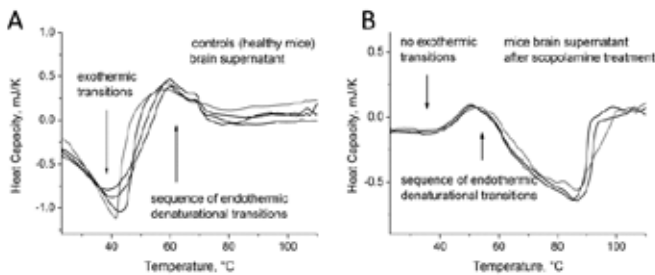 A
controls (healthy mice)
brain supernatant
exothermic
transitions
sequence of endothermic
denaturational transitions
Heat Capacity, mJ/K
1.0
0.5
0.0
-0.5
-1.0
40
60
80
100
Temperature, °C
B
no exothermic
transitions
mice brain supernatant
after scopolamine treatment
sequence of endothermic
denaturational transitions
Heat Capacity, mJ/K
0.5
0.0
-0.5
40
60
80
100
Temperature, °C